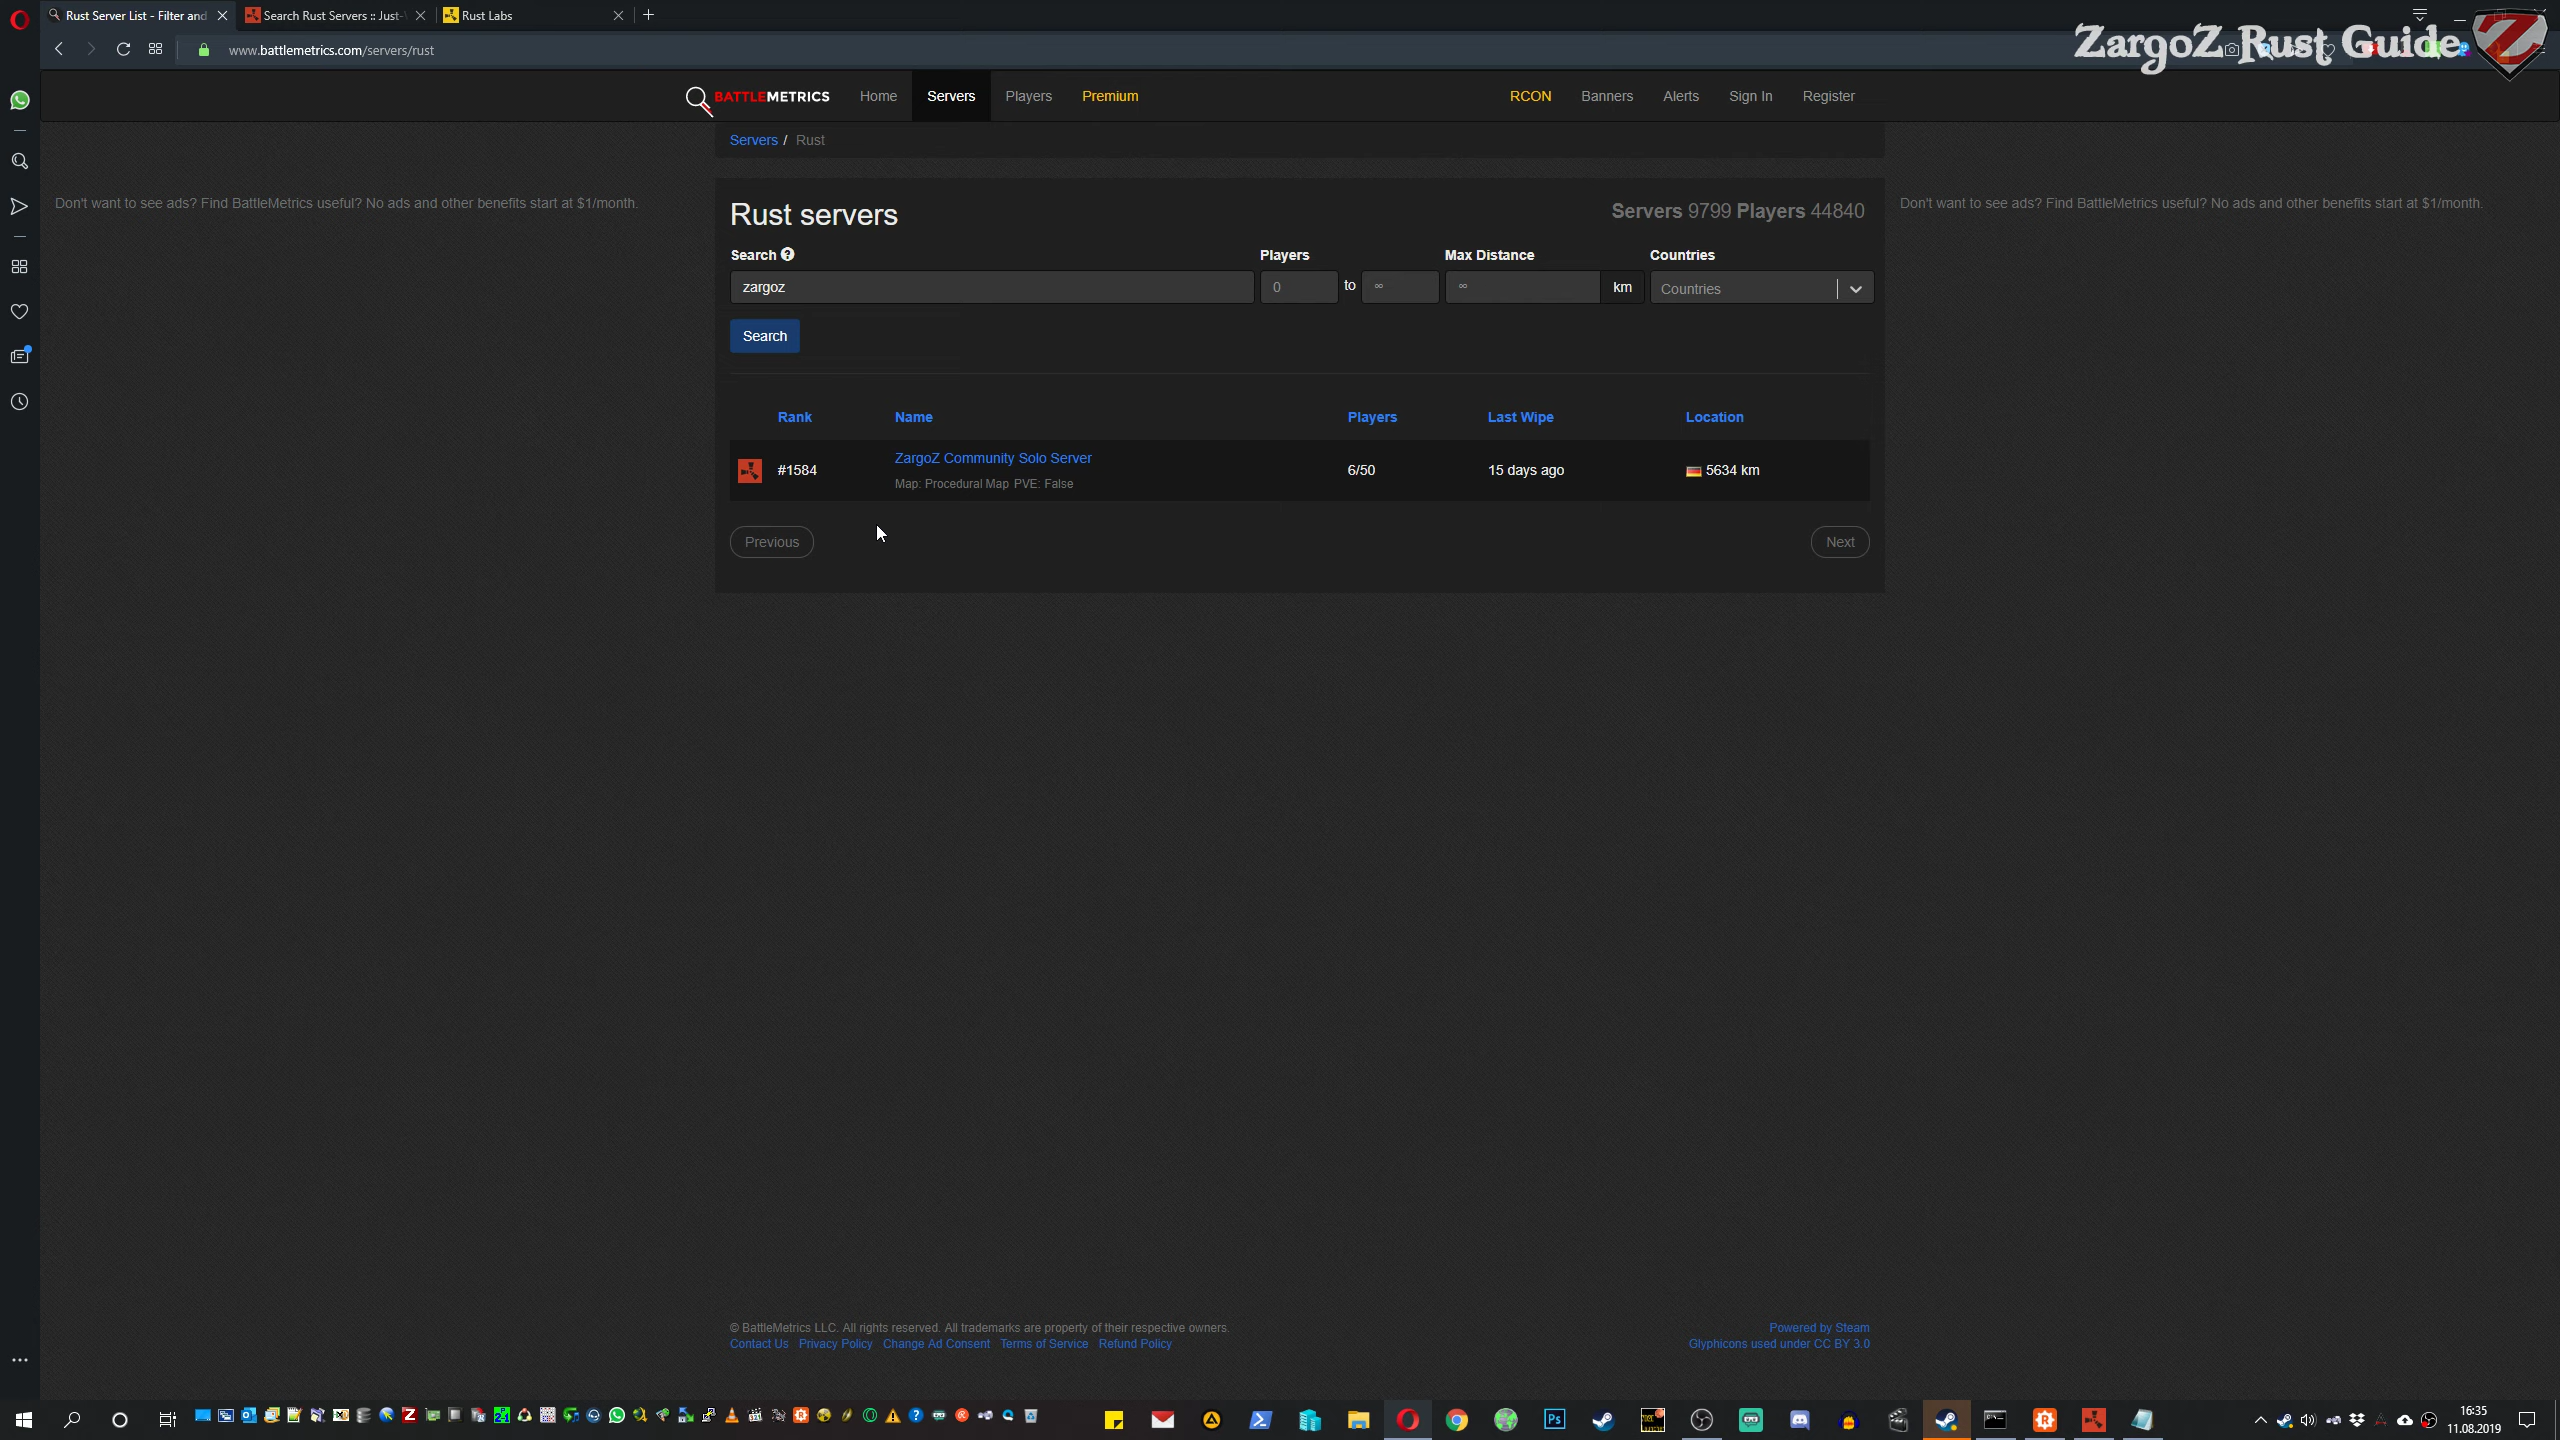 Rust Server List - Filter and
Search Rust Servers :: Just-
Rust Labs
www.battlemetrics.com/servers/rust
ZargoZ Rust Guide
BATTLEMETRICS
Home
Servers
Players
Premium
RCON
Banners
Alerts
Sign In
Register
Servers / Rust
Don't want to see ads? Find BattleMetrics useful? No ads and other benefits start at $1/month.
Don't want to see ads? Find BattleMetrics useful? No ads and other benefits start at $1/month.
Rust servers
Servers 9799 Players 44840
Search
Players
Max Distance
Countries
zargoz
0
to
∞
∞
km
Countries
Search
Rank
Name
Players
Last Wipe
Location
#1584
ZargoZ Community Solo Server
Map: Procedural Map PVE: False
6/50
15 days ago
5634 km
Previous
Next
© BattleMetrics LLC. All rights reserved. All trademarks are property of their respective owners.
Contact Us Privacy Policy Change Ad Consent Terms of Service Refund Policy
Powered by Steam
Glyphicons used under CC BY 3.0
16:35
11.08.2019